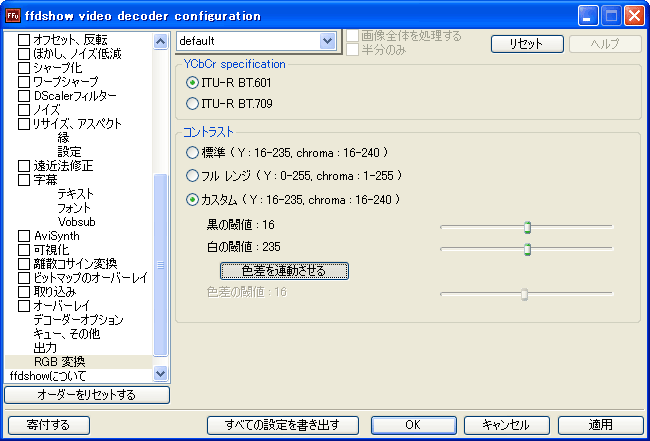 ffdshow video decoder configuration
オフセット、反転
ぼかし、ノイズ低減
シャープ化
ワープシャープ
DScalerフィルター
ノイズ
リサイズ、アスペクト
縁
設定
遠近法修正
字幕
テキスト
フォント
Vobsub
AviSynth
可視化
離散コサイン変換
ビットマップのオーバーレイ
取り込み
オーバーレイ
デコーダーオプション
キュー、その他
出力
RGB 変換
ffdshowについて
オーダーをリセットする
default
画像全体を処理する
半分のみ
リセット
ヘルプ
YCbCr specification
ITU-R BT.601
ITU-R BT.709
コントラスト
標準 ( Y : 16-235, chroma : 16-240 )
フル レンジ ( Y : 0-255, chroma : 1-255 )
カスタム ( Y : 16-235, chroma : 16-240 )
黒の閾値 : 16
白の閾値 : 235
色差を連動させる
色差の閾値 : 16
寄付する
すべての設定を書き出す
OK
キャンセル
適用